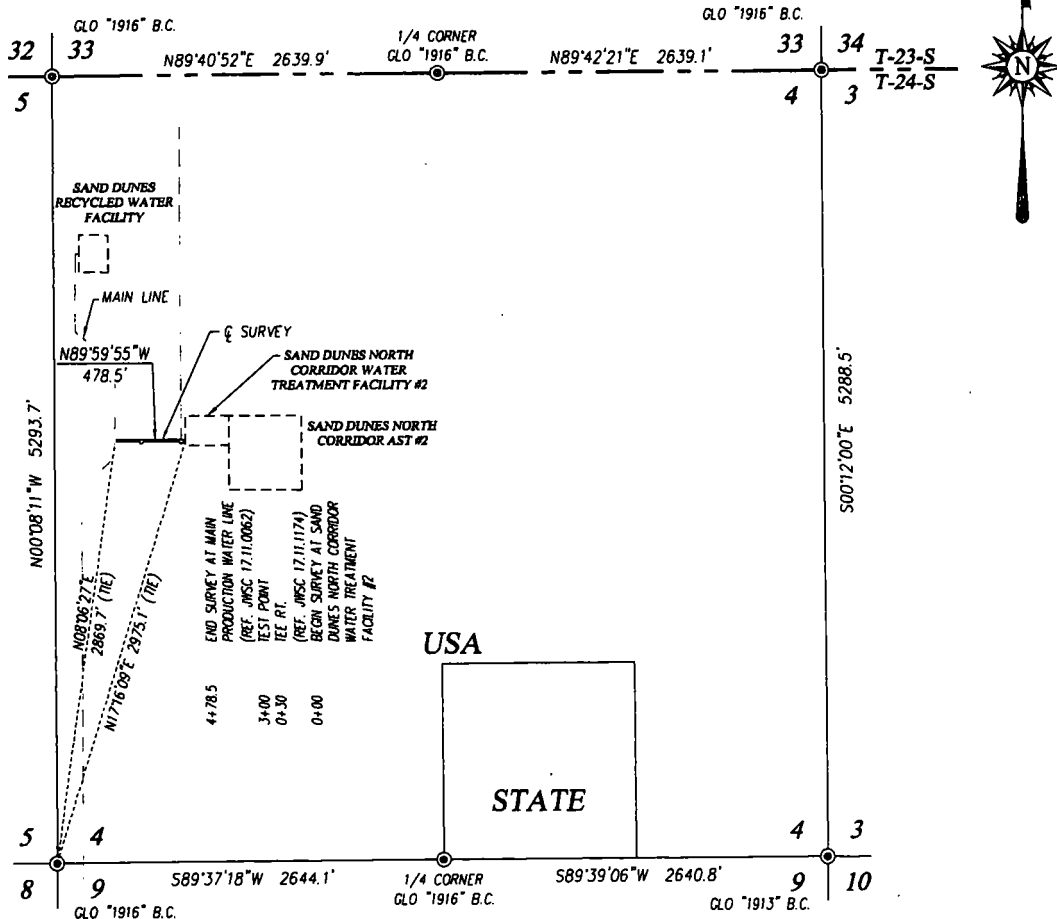 GLO "1916" B.C.
GLO "1916" B.C.
1/4 CORNER
GLO "1916" B.C.
32 33
33 34
N89°40'52"E 2639.9'
N89°42'21"E 2639.1'
T-23-S
T-24-S
N
5
4 3
SAND DUNES
RECYCLED WATER
FACILITY
MAIN LINE
℄ SURVEY
N89°59'55"W
478.5'
SAND DUNES NORTH
CORRIDOR WATER
TREATMENT FACILITY #2
SAND DUNES NORTH
CORRIDOR AST #2
N00°08'11"W 5293.7'
S00°12'00"E 5288.5'
N08°06'27"E
2869.7' (TIE)
N17°16'09"E 2975.1' (TIE)
4+78.5 END SURVEY AT MAIN
PRODUCTION WATER LINE
(REF. JWSC 17.11.0062)
3+00 TEST POINT
0+30 TEE RT.
(REF. JWSC 17.11.1174)
0+00 BEGIN SURVEY AT SAND
DUNES NORTH CORRIDOR
WATER TREATMENT
FACILITY #2
USA
STATE
5 4
4 3
8 9
9 10
S89°37'18"W 2644.1'
1/4 CORNER
GLO "1916" B.C.
S89°39'06"W 2640.8'
GLO "1916" B.C.
GLO "1913" B.C.